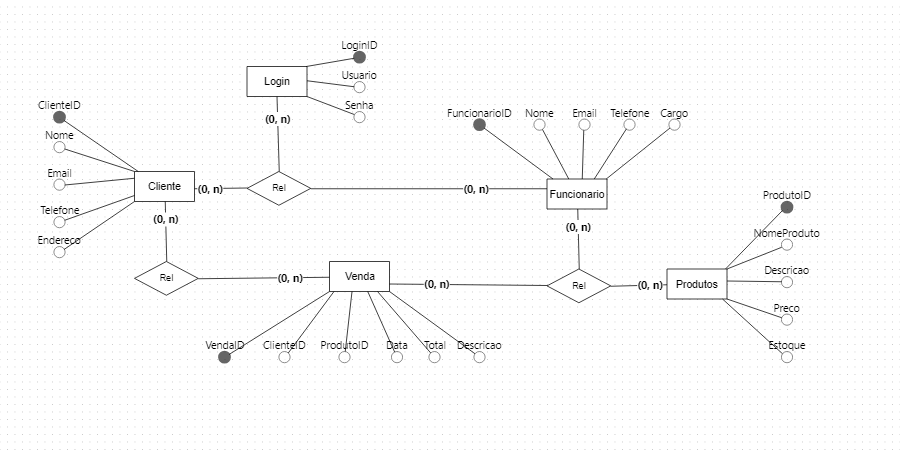 LoginID
Login
Usuario
Senha
(0, n)
ClienteID
Nome
Email
Telefone
Endereco
Cliente
(0, n)
Rel
(0, n)
FuncionarioID
Nome
Email
Telefone
Cargo
Funcionario
(0, n)
(0, n)
Rel
(0, n)
Venda
(0, n)
Rel
(0, n)
Produtos
ProdutoID
NomeProduto
Descricao
Preco
Estoque
VendaID
ClienteID
ProdutoID
Data
Total
Descricao